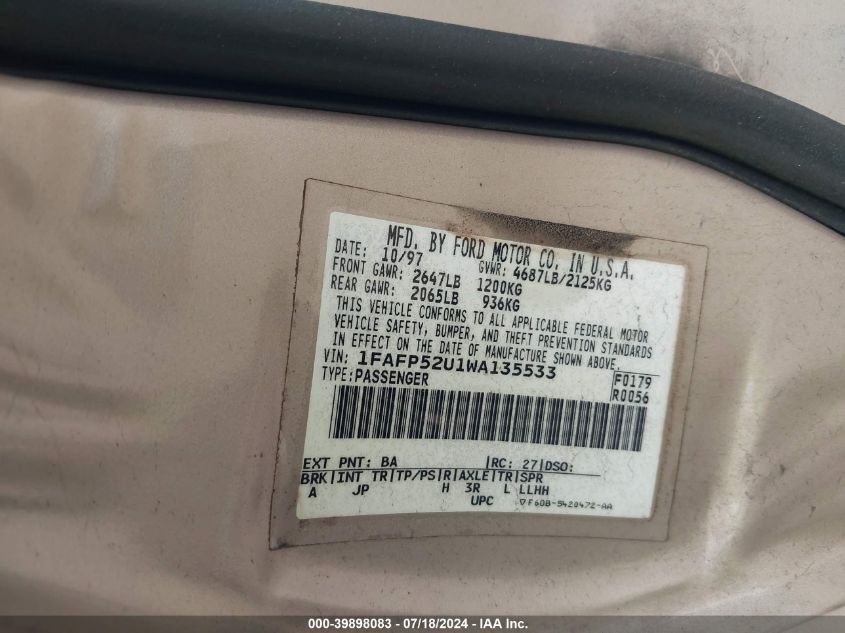 MFD. BY FORD MOTOR CO. IN U.S.A.
DATE: 10/97 GVWR: 4687LB/2125KG
FRONT GAWR: 2647LB 1200KG
REAR GAWR: 2065LB 936KG
THIS VEHICLE CONFORMS TO ALL APPLICABLE FEDERAL MOTOR
VEHICLE SAFETY, BUMPER, AND THEFT PREVENTION STANDARDS
IN EFFECT ON THE DATE OF MANUFACTURE SHOWN ABOVE.
VIN: 1FAFP52U1WA135533
TYPE: PASSENGER
F0179
R0056
EXT PNT: BA RC: 27 DSO:
BRK INT TR TP/PS R AXLE TR SPR
A JP H 3R L LLHH
UPC ▽F60B-5420472-AA
000-39898083 - 07/18/2024 - IAA Inc.